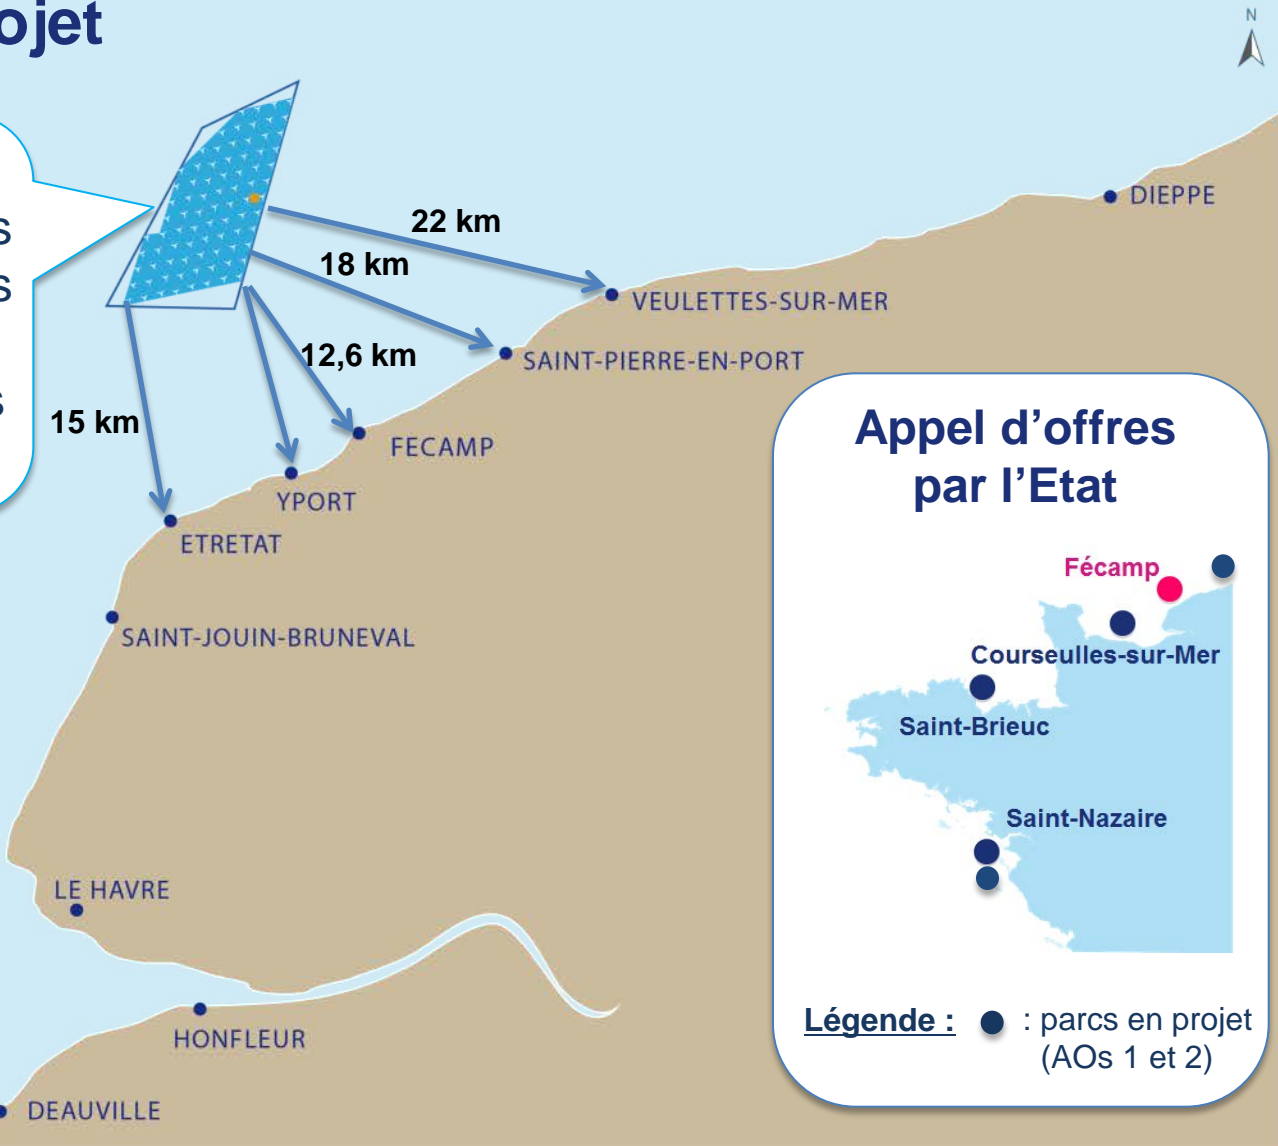 N
22 km
18 km
12,6 km
15 km
DIEPPE
VEULETTES-SUR-MER
SAINT-PIERRE-EN-PORT
FECAMP
YPORT
ETRETAT
SAINT-JOUIN-BRUNEVAL
LE HAVRE
HONFLEUR
DEAUVILLE
Appel d’offres
par l’Etat
Fécamp
Courseulles-sur-Mer
Saint-Brieuc
Saint-Nazaire
Légende : : parcs en projet
(AOs 1 et 2)